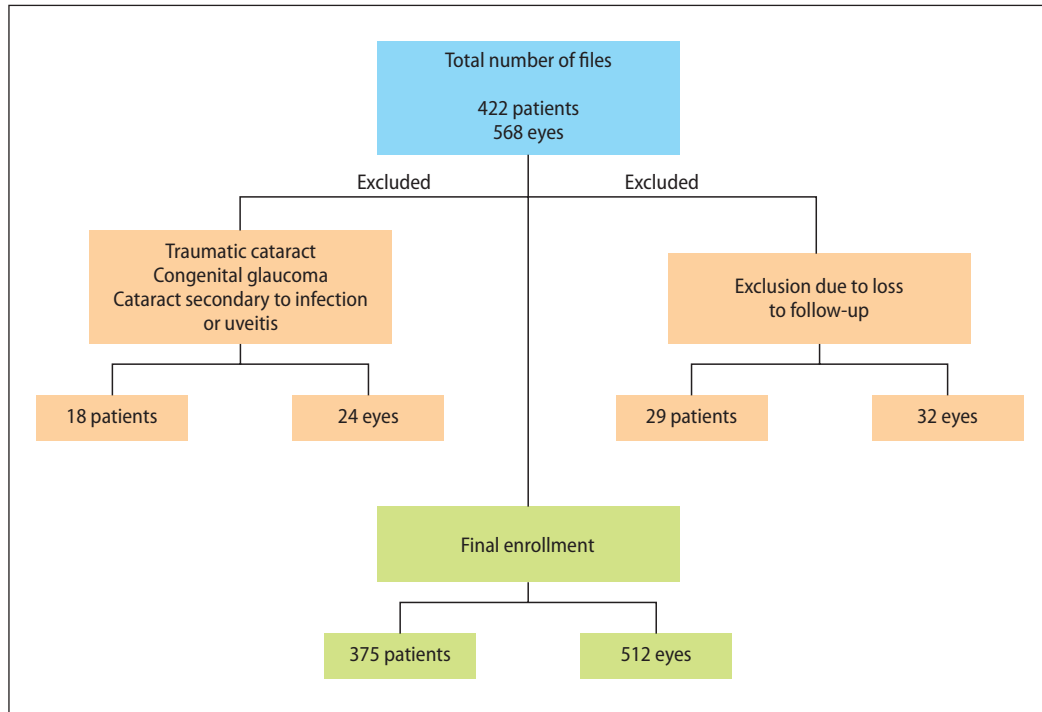 Total number of files
422 patients
568 eyes
Excluded
Excluded
Traumatic cataract
Congenital glaucoma
Cataract secondary to infection
or uveitis
Exclusion due to loss
to follow-up
18 patients
24 eyes
29 patients
32 eyes
Final enrollment
375 patients
512 eyes